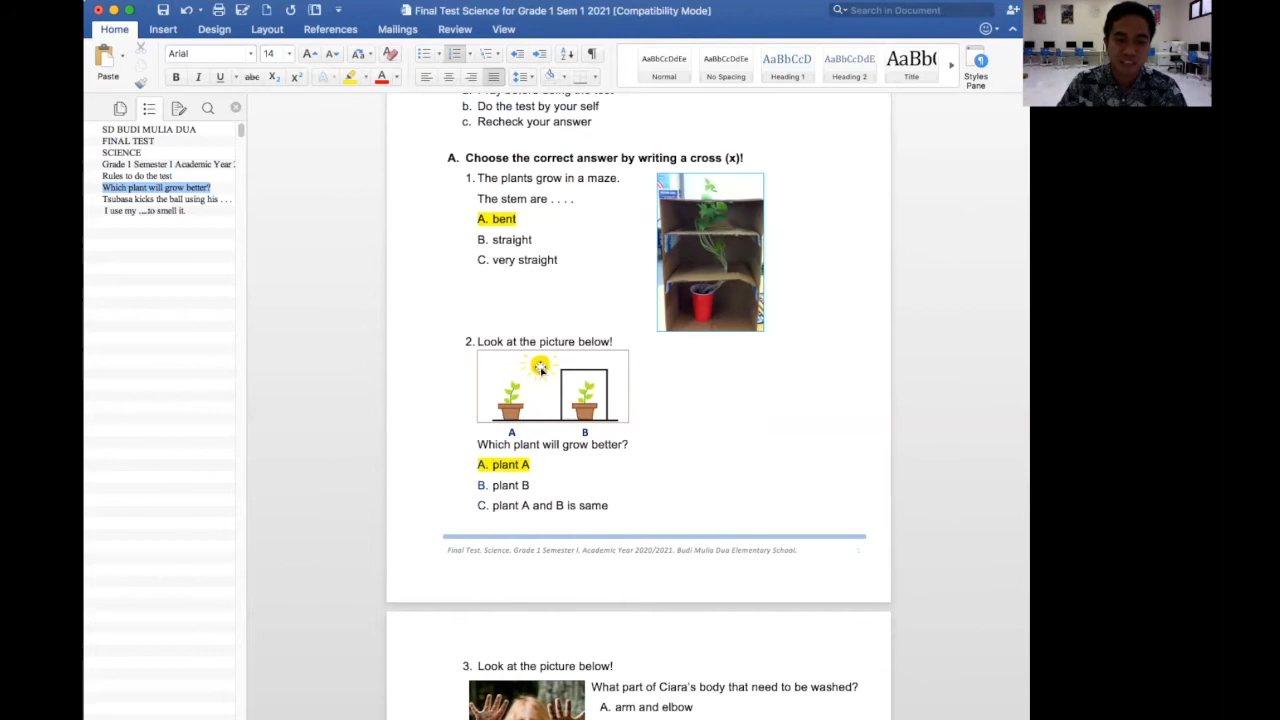 Final Test Science for Grade 1 Sem 1 2021 [Compatibility Mode]
Search in Document
Home Insert Design Layout References Mailings Review View
Paste
Arial 14
B I U abc X₂ X² A
AaBbCcDdEe Normal
AaBbCcDdEe No Spacing
AaBbCcD Heading 1
AaBbCcDdE Heading 2
AaBb( Title
Styles Pane
SD BUDI MULIA DUA
FINAL TEST
SCIENCE
Grade 1 Semester I Academic Year
Rules to do the test
Which plant will grow better?
Tsubasa kicks the ball using his . . .
I use my ....to smell it.
b. Do the test by your self
c. Recheck your answer
A. Choose the correct answer by writing a cross (x)!
1. The plants grow in a maze.
The stem are . . . .
A. bent
B. straight
C. very straight
2. Look at the picture below!
A B
Which plant will grow better?
A. plant A
B. plant B
C. plant A and B is same
Final Test. Science. Grade 1 Semester I. Academic Year 2020/2021. Budi Mulia Dua Elementary School. 1
3. Look at the picture below!
What part of Ciara's body that need to be washed?
A. arm and elbow